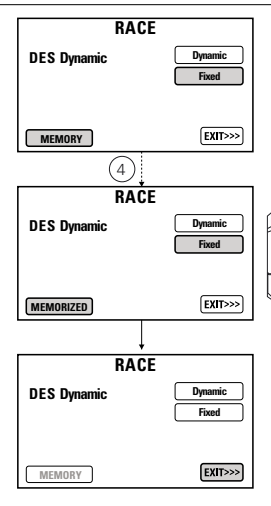 RACE
DES Dynamic
Dynamic
Fixed
MEMORY
EXIT>>>
4
RACE
DES Dynamic
Dynamic
Fixed
MEMORIZED
EXIT>>>
RACE
DES Dynamic
Dynamic
Fixed
MEMORY
EXIT>>>